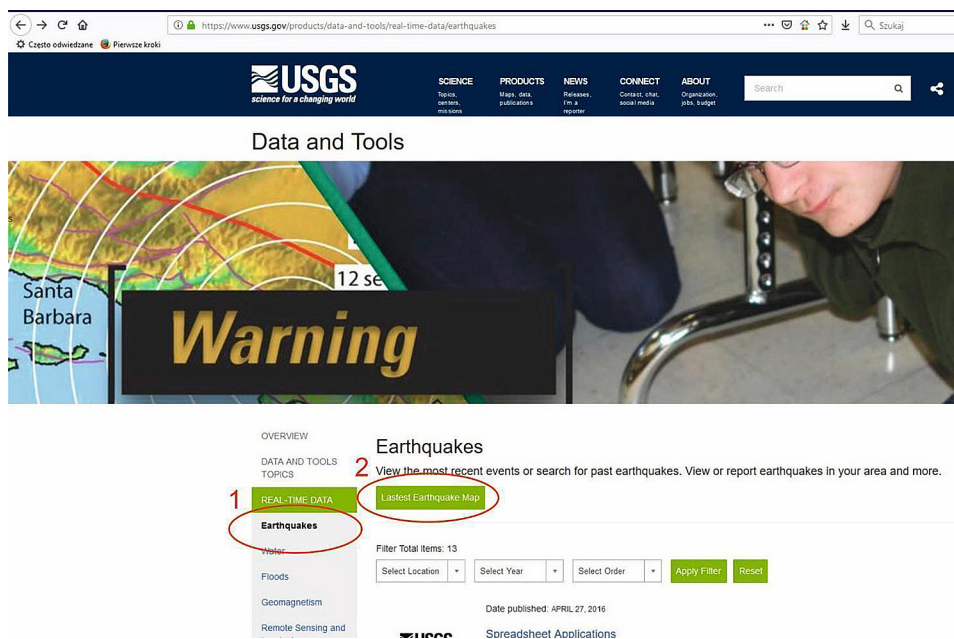 https://www.usgs.gov/products/data-and-tools/real-time-data/earthquakes
Szukaj
Często odwiedzane
Pierwsze kroki
USGS
science for a changing world
SCIENCE
Topics,
centers,
missions
PRODUCTS
Maps, data,
publications
NEWS
Releases,
I'm a
reporter
CONNECT
Contact, chat,
social media
ABOUT
Organization,
jobs, budget
Search
Data and Tools
12 se
Santa
Barbara
Warning
OVERVIEW
DATA AND TOOLS
TOPICS
1
REAL-TIME DATA
Earthquakes
Water
Floods
Geomagnetism
Remote Sensing and
Earthquakes
2
View the most recent events or search for past earthquakes. View or report earthquakes in your area and more.
Lastest Earthquake Map
Filter Total Items: 13
Select Location
Select Year
Select Order
Apply Filter
Reset
Date published: APRIL 27, 2016
USGS
Spreadsheet Applications